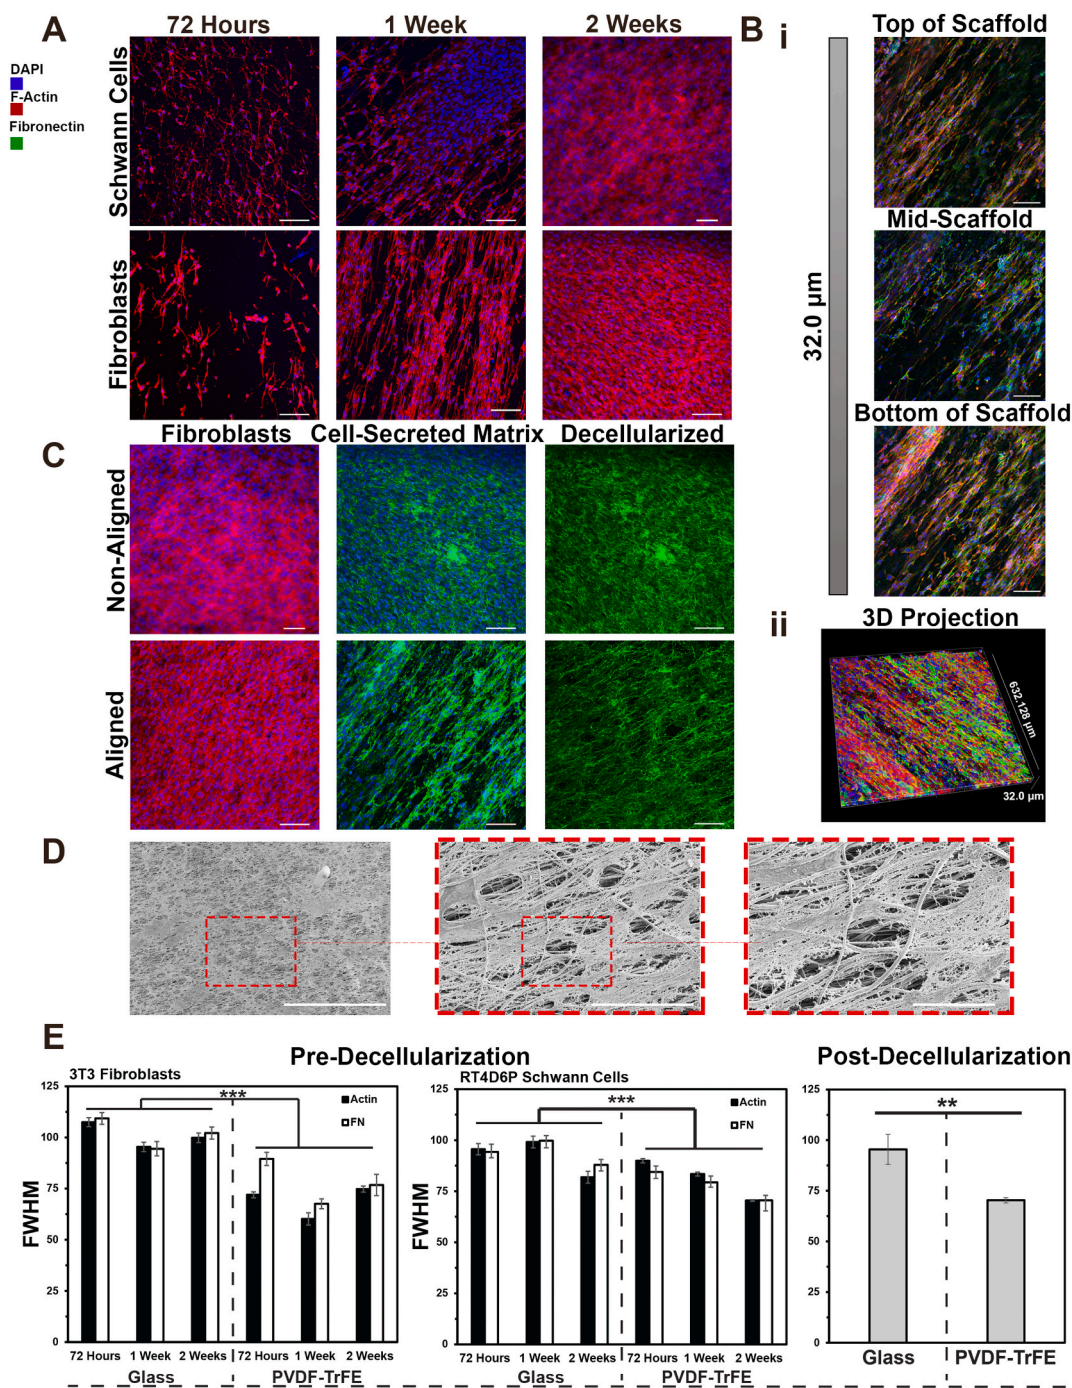 A
72 Hours
1 Week
2 Weeks
DAPI
F-Actin
Fibronectin
Schwann Cells
Fibroblasts
B
i
Top of Scaffold
Mid-Scaffold
Bottom of Scaffold
32.0 µm
ii
3D Projection
632.128 µm
32.0 µm
C
Fibroblasts
Cell-Secreted Matrix
Decellularized
Non-Aligned
Aligned
D
E
Pre-Decellularization
Post-Decellularization
3T3 Fibroblasts
***
Actin
FN
FWHM
125
100
75
50
25
0
72 Hours
1 Week
2 Weeks
72 Hours
1 Week
2 Weeks
Glass
PVDF-TrFE
RT4D6P Schwann Cells
***
Actin
FN
FWHM
125
100
75
50
25
0
72 Hours
1 Week
2 Weeks
72 Hours
1 Week
2 Weeks
Glass
PVDF-TrFE
**
125
100
75
50
25
0
Glass
PVDF-TrFE